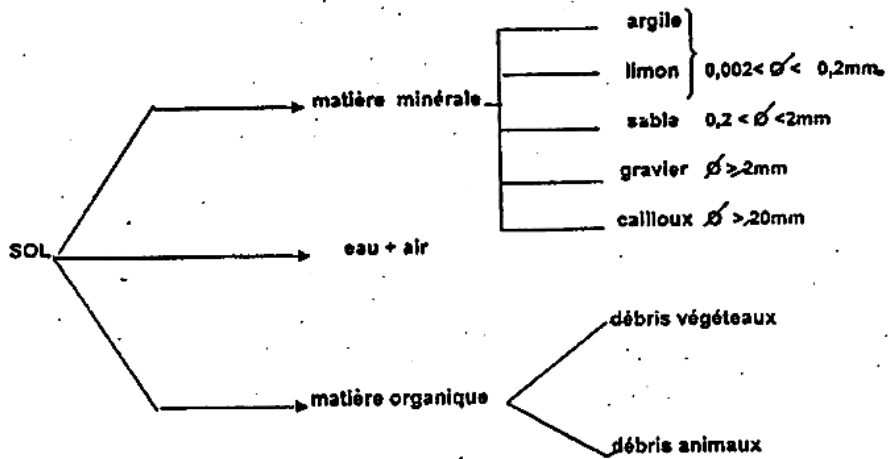 argile
limon 0,002< Ø < 0,2mm.
matière minérale
sable 0,2 < Ø <2mm
gravier Ø ≥2mm
cailloux Ø >,20mm
SOL
eau + air
débris végéteaux
matière organique
débris animaux